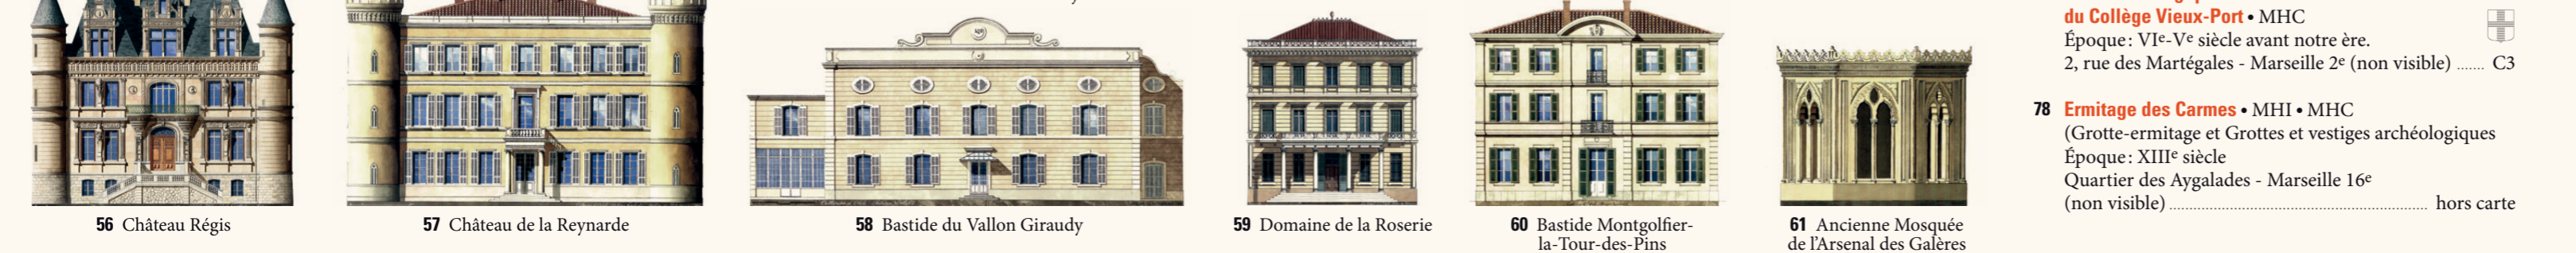 56 Château Régis
57 Château de la Reynarde
58 Bastide du Vallon Giraudy
59 Domaine de la Roserie
60 Bastide Montgolfier-
la-Tour-des-Pins
61 Ancienne Mosquée
de l'Arsenal des Galères
du Collège Vieux-Port • MHC
Époque : VIe-Ve siècle avant notre ère.
2, rue des Martégales - Marseille 2e (non visible) ....... C3
78 Ermitage des Carmes • MHI • MHC
(Grotte-ermitage et Grottes et vestiges archéologiques
Époque : XIIIe siècle
Quartier des Aygalades - Marseille 16e
(non visible) ................................................................ hors carte